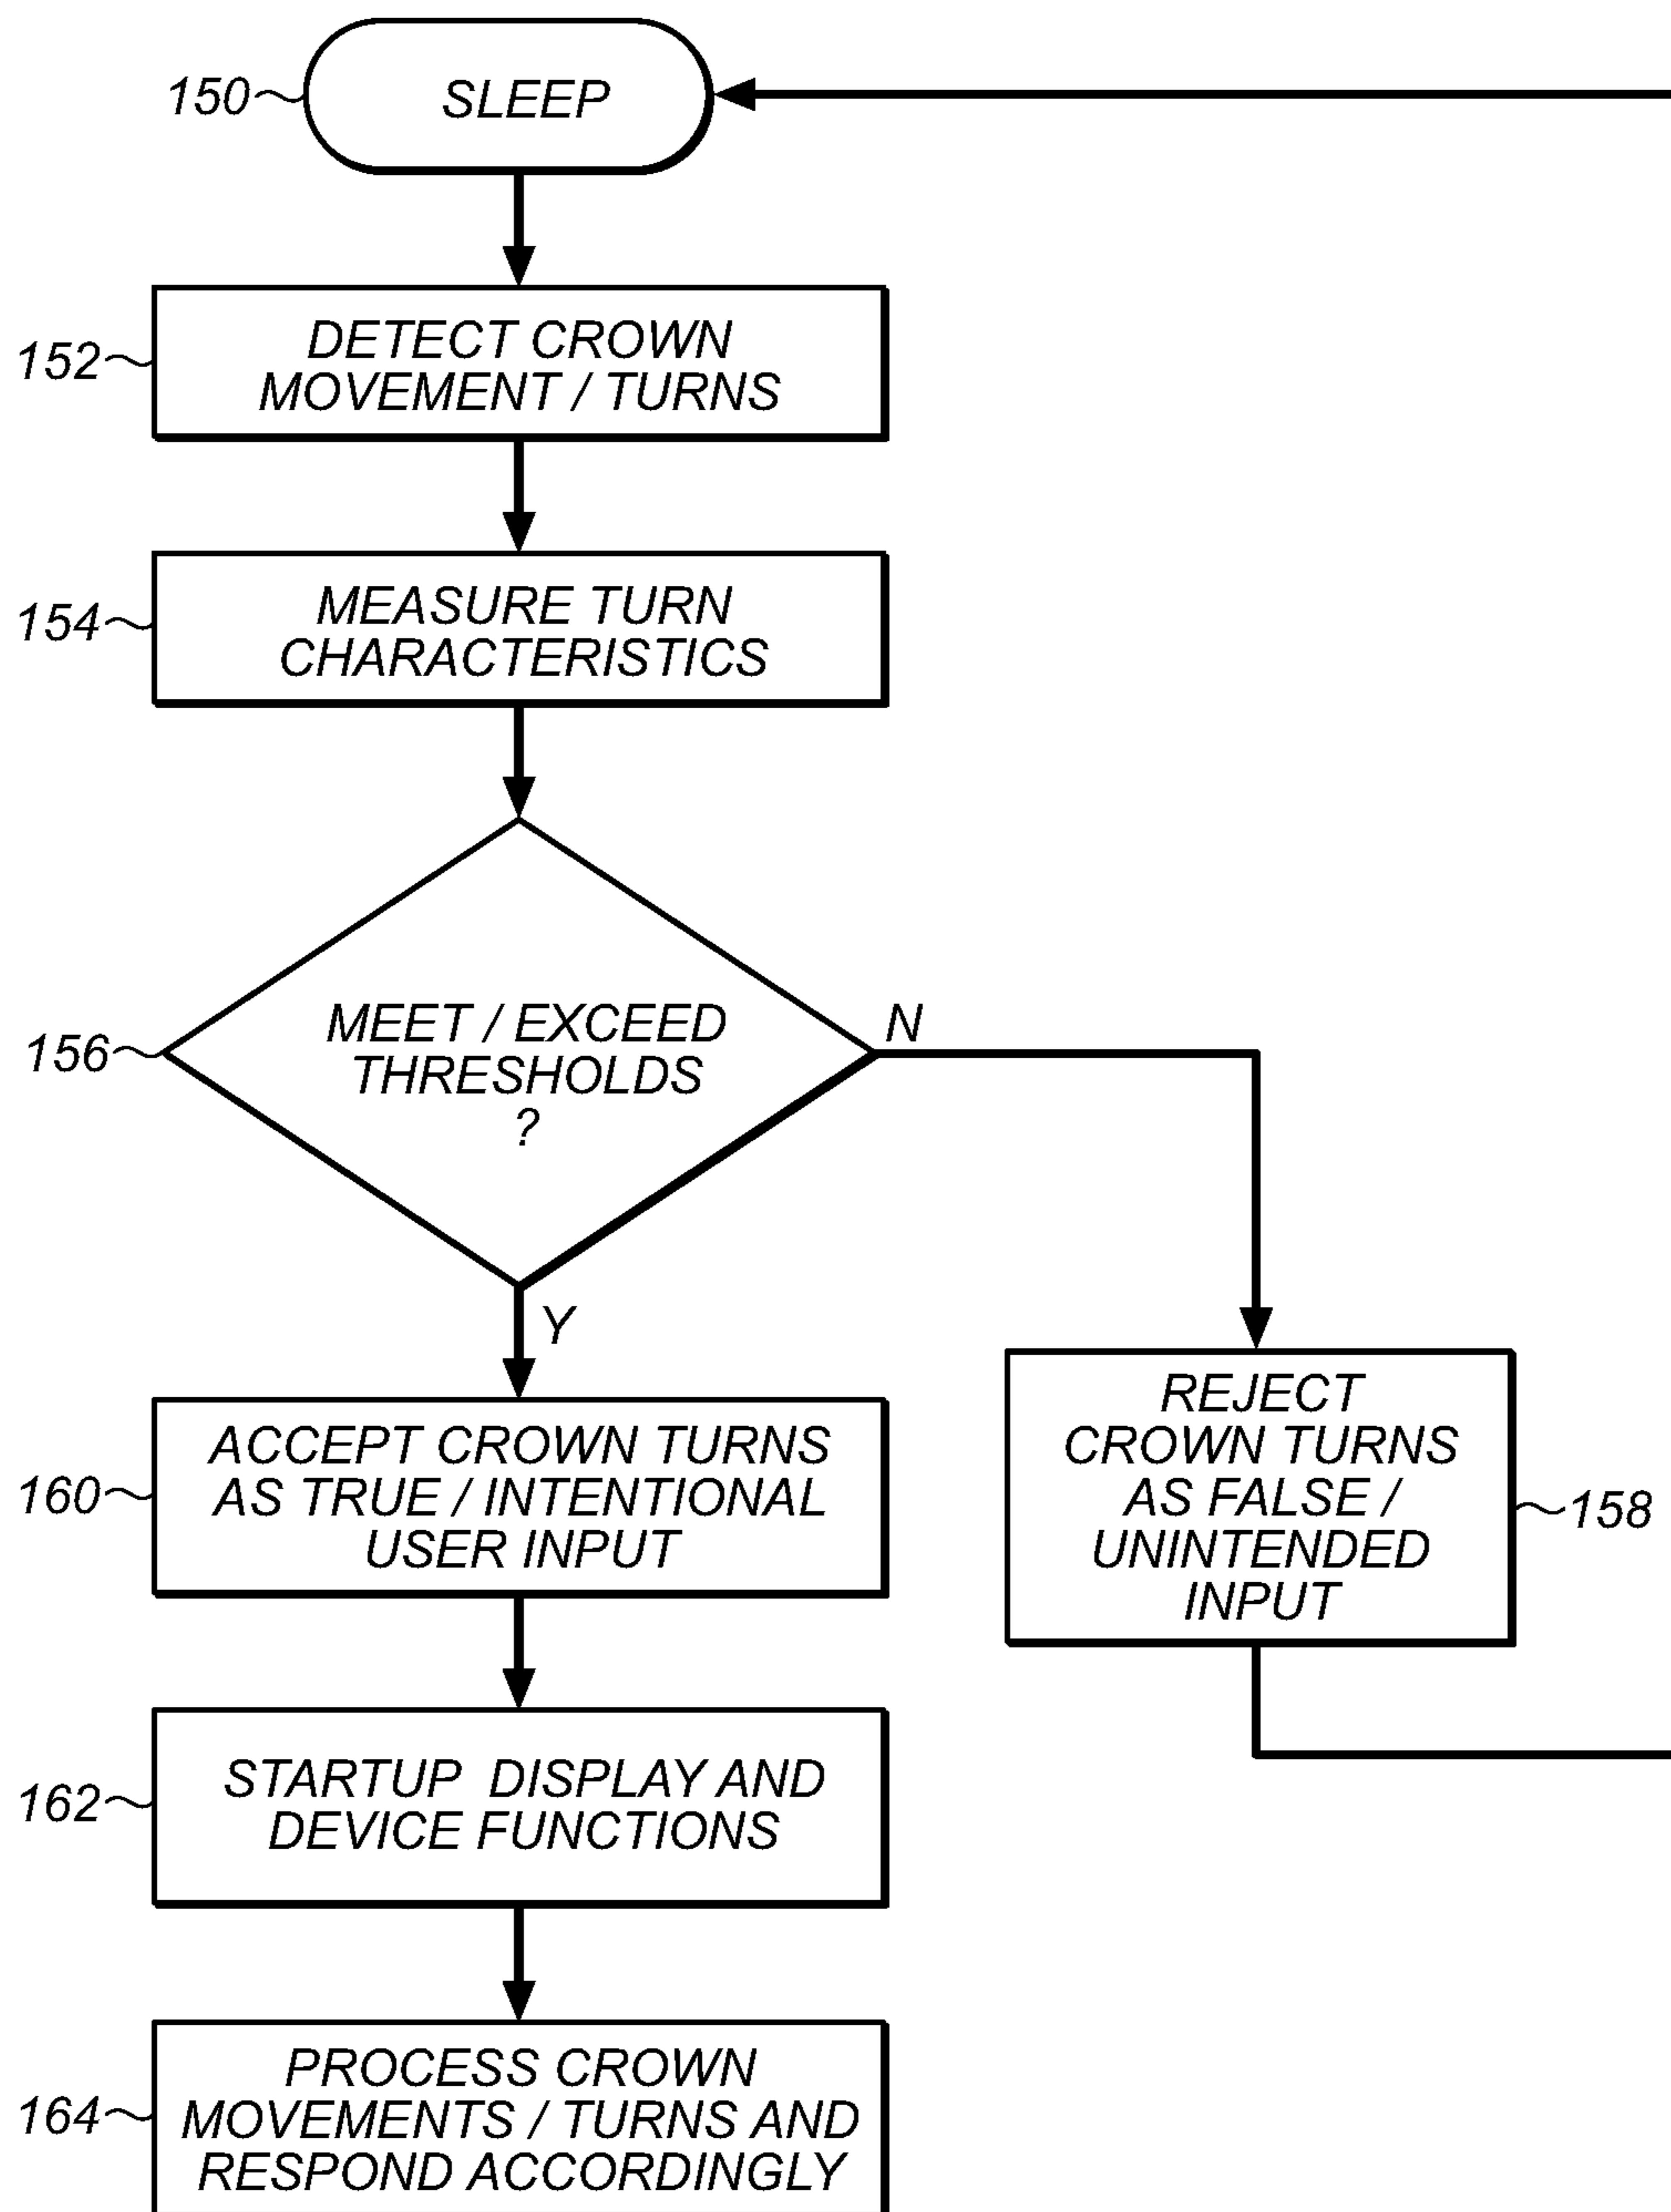 150
SLEEP
152
DETECT CROWN
MOVEMENT / TURNS
154
MEASURE TURN
CHARACTERISTICS
156
MEET / EXCEED
THRESHOLDS
?
N
Y
160
ACCEPT CROWN TURNS
AS TRUE / INTENTIONAL
USER INPUT
REJECT
CROWN TURNS
AS FALSE /
UNINTENDED
INPUT
158
162
STARTUP DISPLAY AND
DEVICE FUNCTIONS
164
PROCESS CROWN
MOVEMENTS / TURNS AND
RESPOND ACCORDINGLY